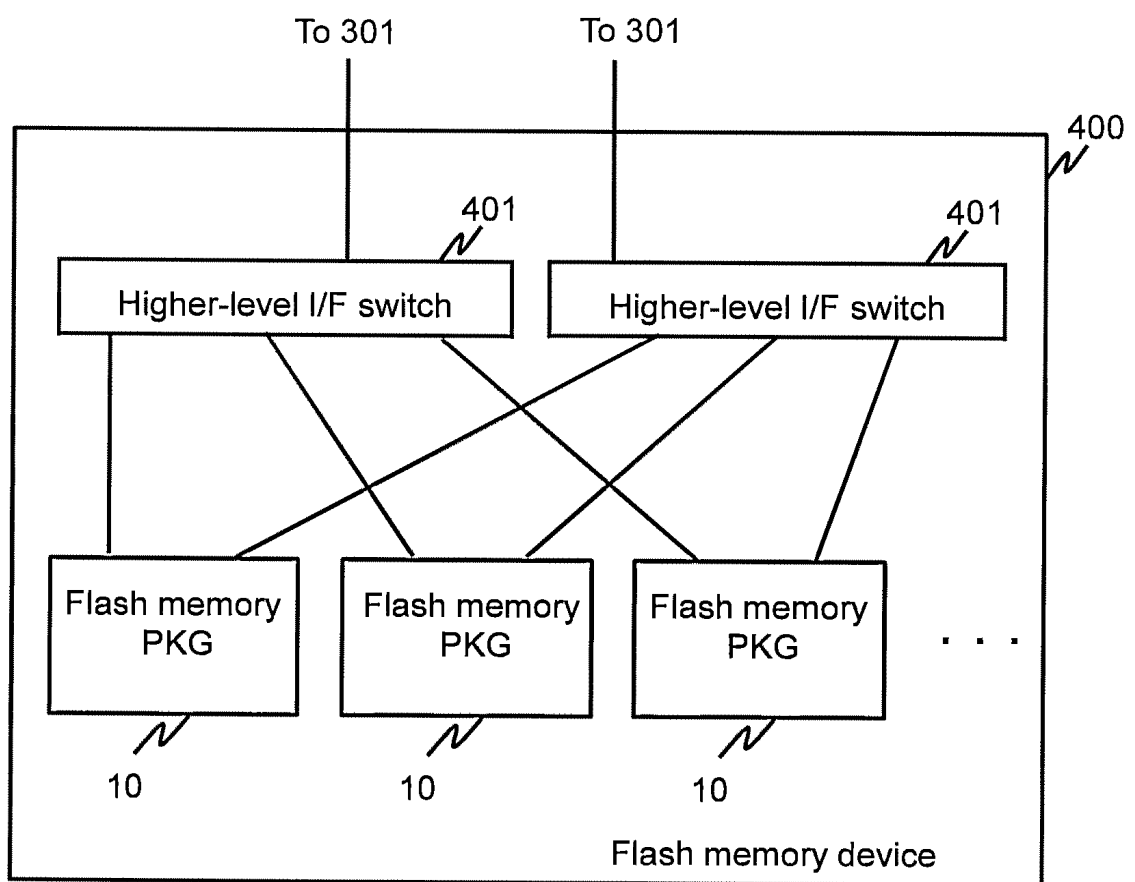 To 301
To 301
400
401
401
Higher-level I/F switch
Higher-level I/F switch
Flash memory
PKG
Flash memory
PKG
Flash memory
PKG
. . .
10
10
10
Flash memory device